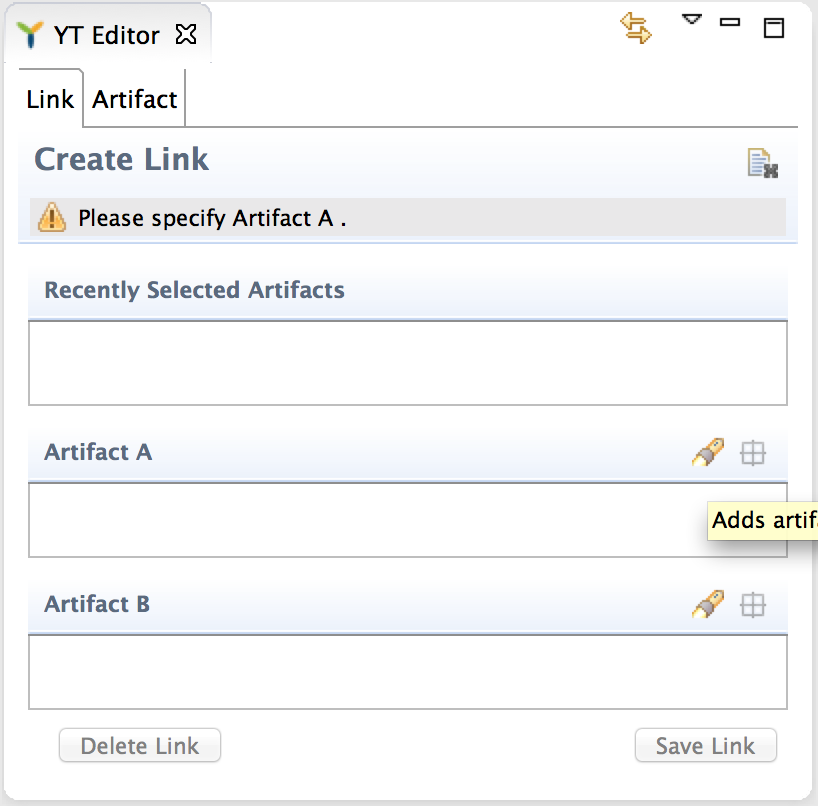 YT Editor
Link
Artifact
Create Link
Please specify Artifact A .
Recently Selected Artifacts
Artifact A
Adds artif
Artifact B
Delete Link
Save Link